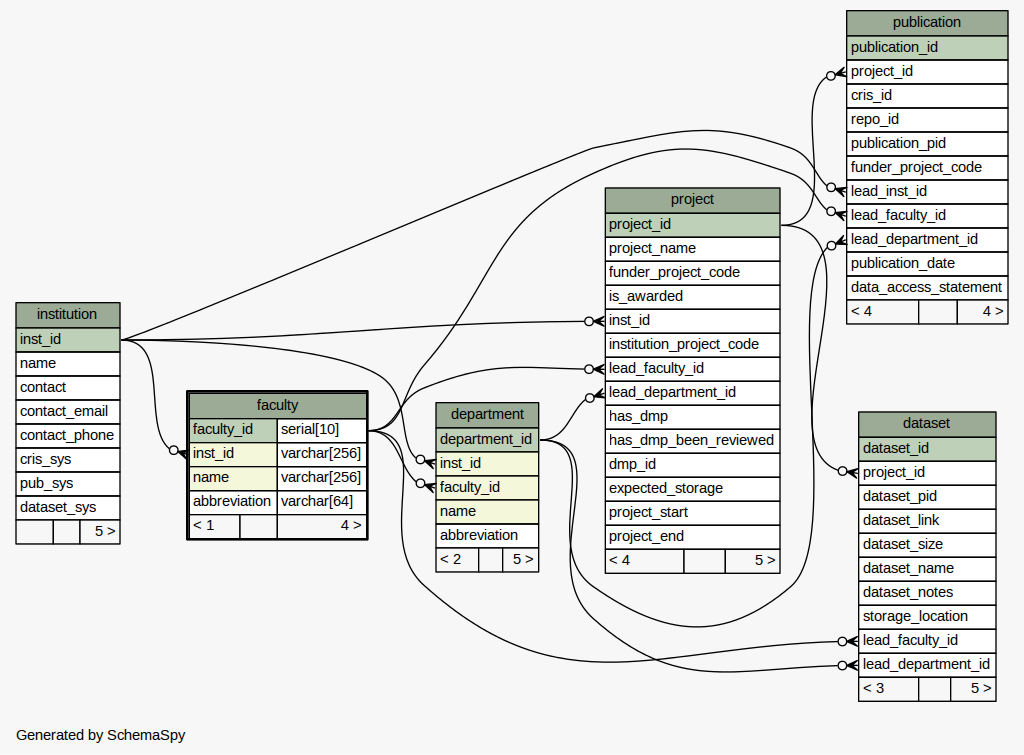 publication
publication_id
project_id
cris_id
repo_id
publication_pid
funder_project_code
lead_inst_id
lead_faculty_id
lead_department_id
publication_date
data_access_statement
< 4 4 >
project
project_id
project_name
funder_project_code
is_awarded
inst_id
institution_project_code
lead_faculty_id
lead_department_id
has_dmp
has_dmp_been_reviewed
dmp_id
expected_storage
project_start
project_end
< 4 5 >
institution
inst_id
name
contact
contact_email
contact_phone
cris_sys
pub_sys
dataset_sys
5 >
faculty
faculty_id serial[10]
inst_id varchar[256]
name varchar[256]
abbreviation varchar[64]
< 1 4 >
department
department_id
inst_id
faculty_id
name
abbreviation
< 2 5 >
dataset
dataset_id
project_id
dataset_pid
dataset_link
dataset_size
dataset_name
dataset_notes
storage_location
lead_faculty_id
lead_department_id
< 3 5 >
Generated by SchemaSpy